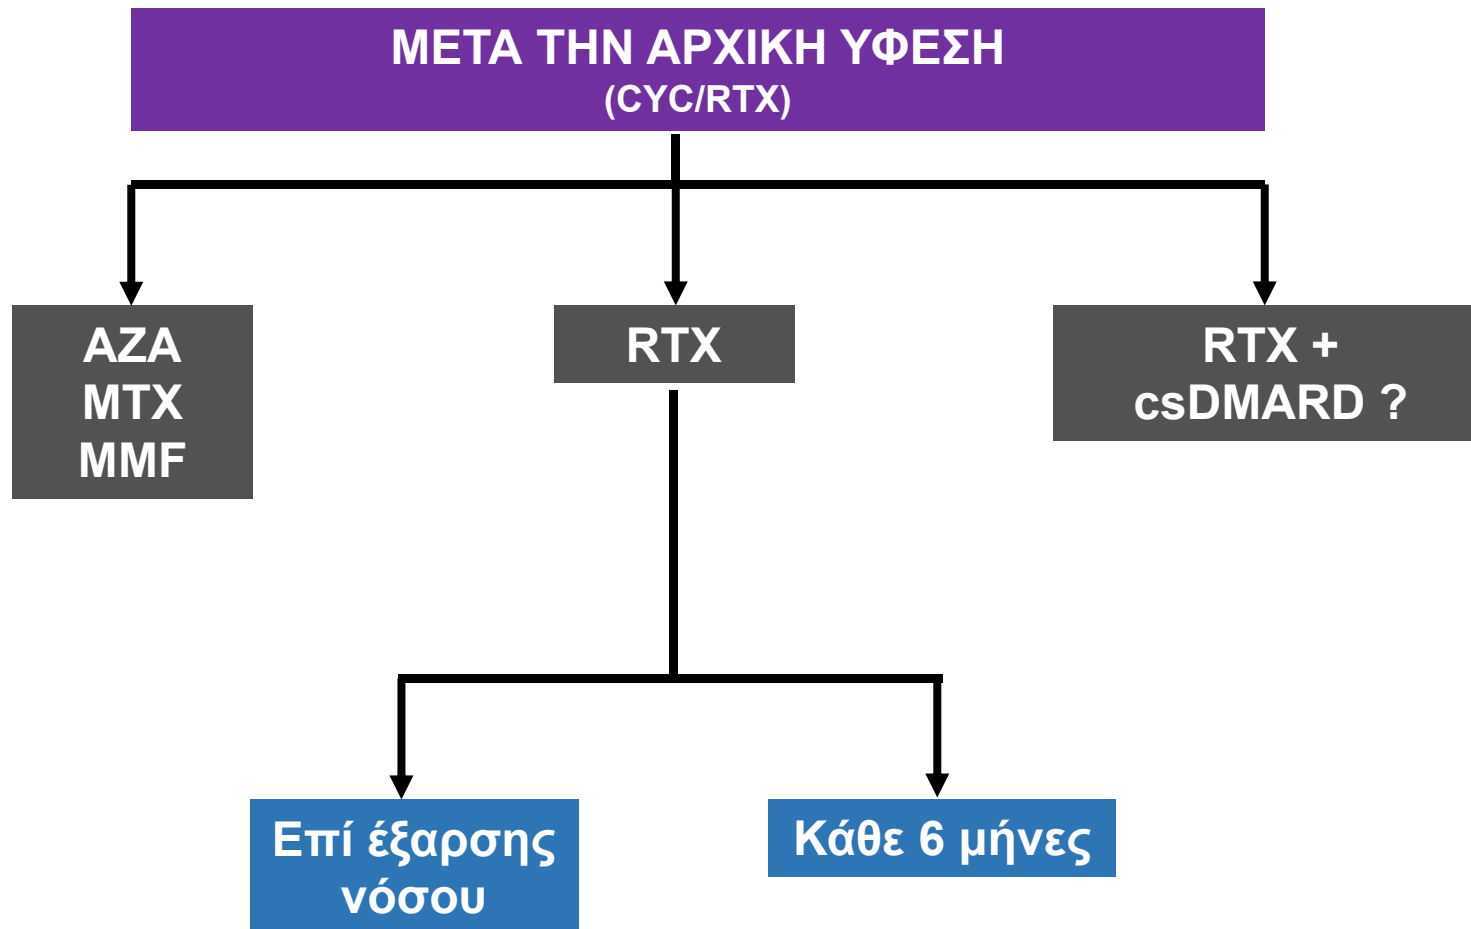 ΜΕΤΑ ΤΗΝ ΑΡΧΙΚΗ ΥΦΕΣΗ
(CYC/RTX)
AZA
MTX
MMF
RTX
RTX +
csDMARD ?
Επί έξαρσης
νόσου
Κάθε 6 μήνες